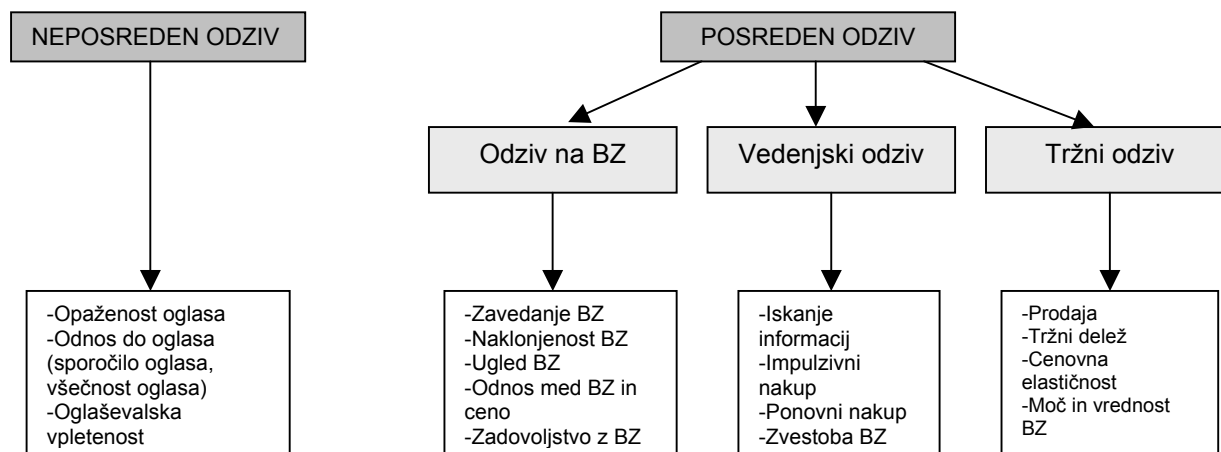 NEPOSREDEN ODZIV
POSREDEN ODZIV
Odziv na BZ
Vedenjski odziv
Tržni odziv
-Opaženost oglasa
-Odnos do oglasa
(sporočilo oglasa,
všečnost oglasa)
-Oglaševalska
vpletenost
-Zavedanje BZ
-Naklonjenost BZ
-Ugled BZ
-Odnos med BZ in
ceno
-Zadovoljstvo z BZ
-Iskanje
informacij
-Impulzivni
nakup
-Ponovni nakup
-Zvestoba BZ
-Prodaja
-Tržni delež
-Cenovna
elastičnost
-Moč in vrednost
BZ